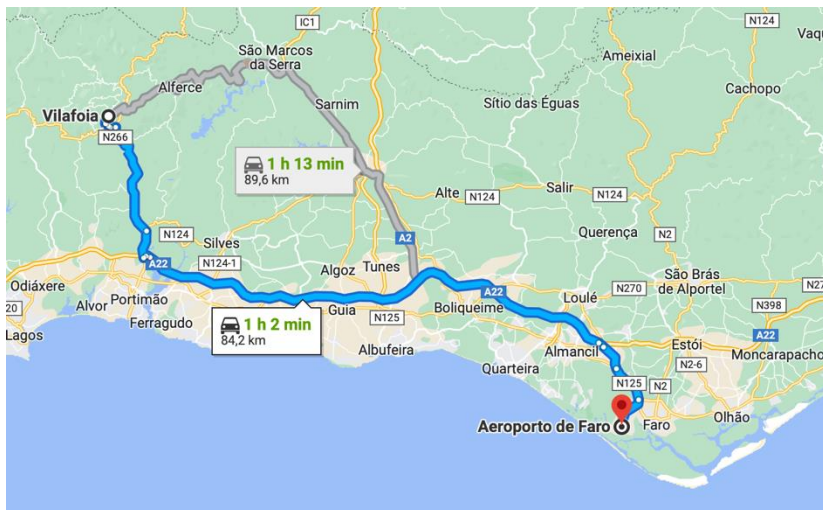 IC1
N124
Vaq
São Marcos
da Serra
Ameixial
Alferce
Cachopo
Sarnim
Sítio das Éguas
Vilafoia
N266
1 h 13 min
89,6 km
Alte
N124
Salir
N124
Querença
N2
N124
Silves
A2
A22
N124-1
Algoz
Tunes
São Brás
de Alportel
N270
N27
Odiáxere
Alvor
Portimão
A22
Loulé
N398
20
Guia
N125
Boliqueime
Ferragudo
1 h 2 min
84,2 km
A22
Lagos
Estói
Almancil
Albufeira
Moncarapacho
Quarteira
N2-6
N125
N2
Olhão
Aeroporto de Faro
Faro